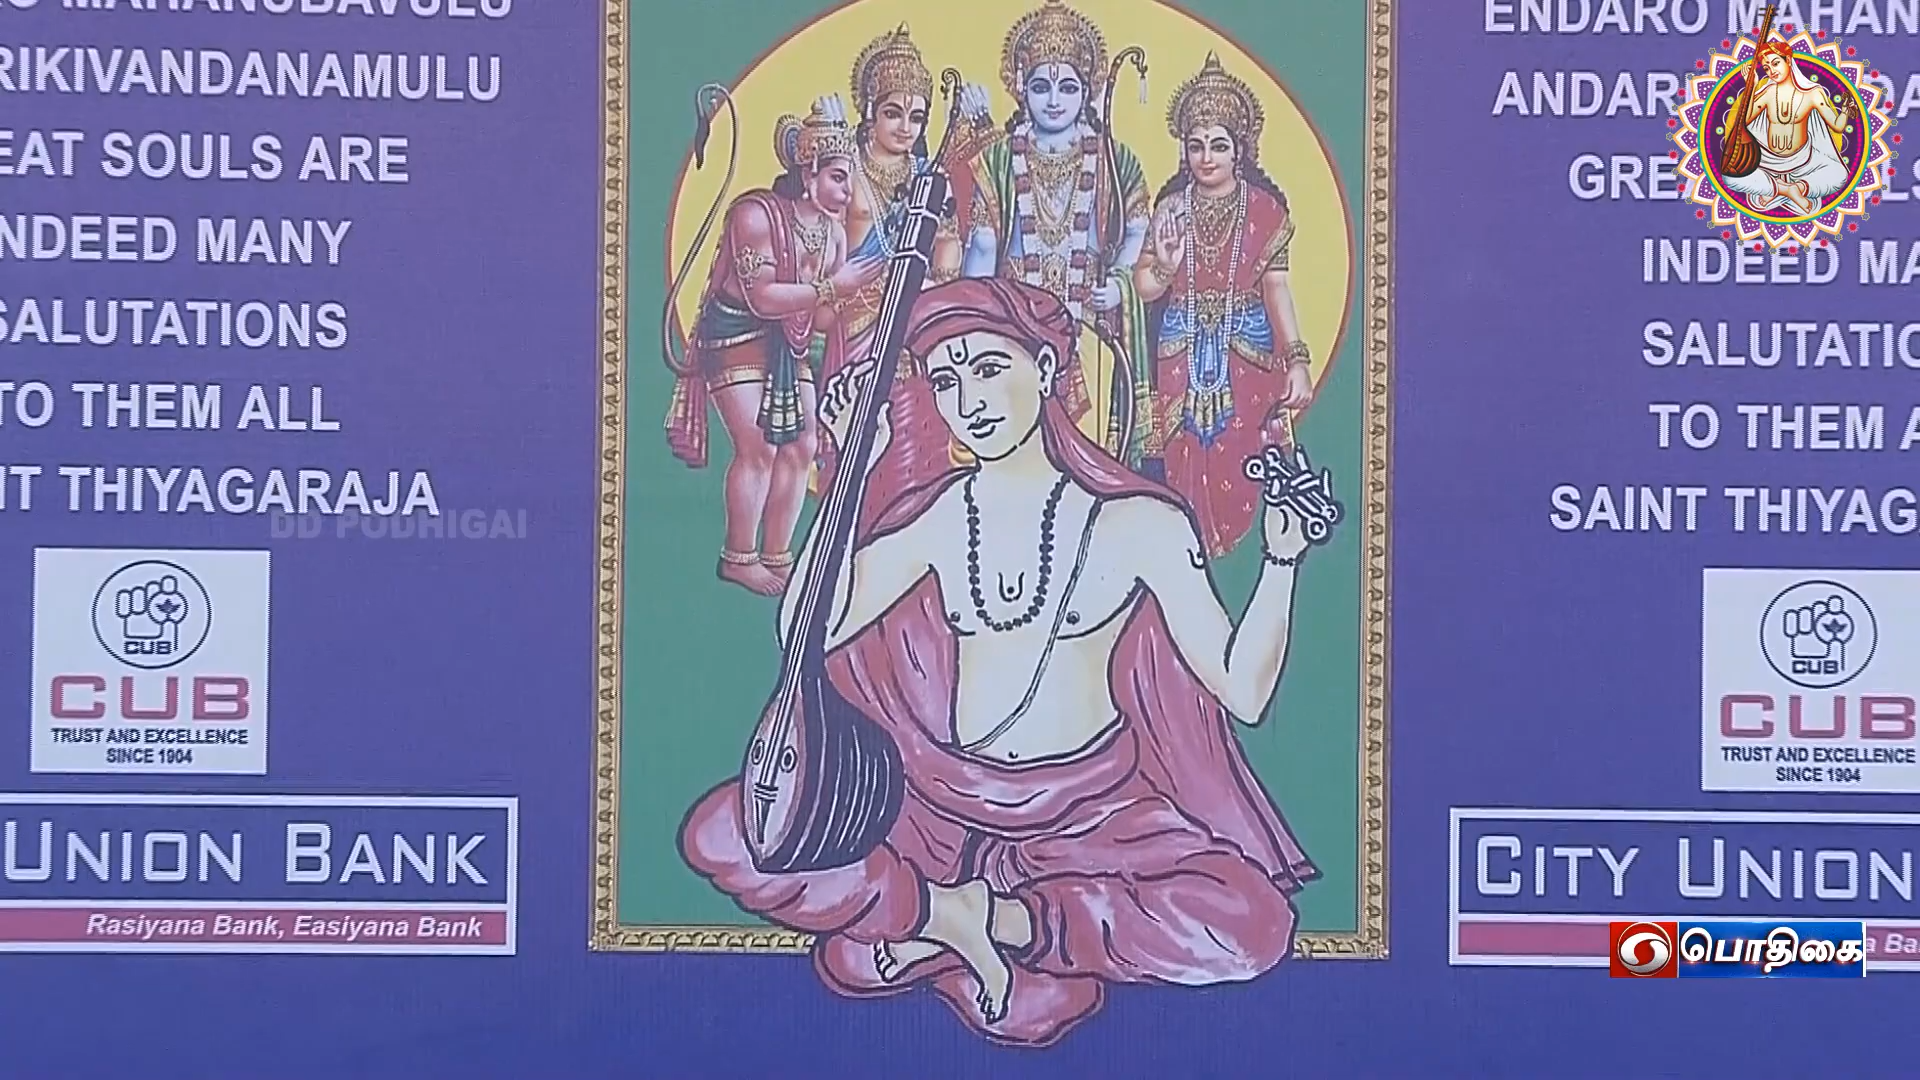 RIKIVANDANAMULU
EAT SOULS ARE
NDEED MANY
SALUTATIONS
TO THEM ALL
NT THIYAGARAJA
DD PODHIGAI
CUB
CUB
TRUST AND EXCELLENCE
SINCE 1904
UNION BANK
Rasiyana Bank, Easiyana Bank
ENDARO MAHAN
ANDAR
GRE
INDEED MA
SALUTATIO
TO THEM A
SAINT THIYAG
CUB
CUB
TRUST AND EXCELLENCE
SINCE 1904
CITY UNION
பொதிகை